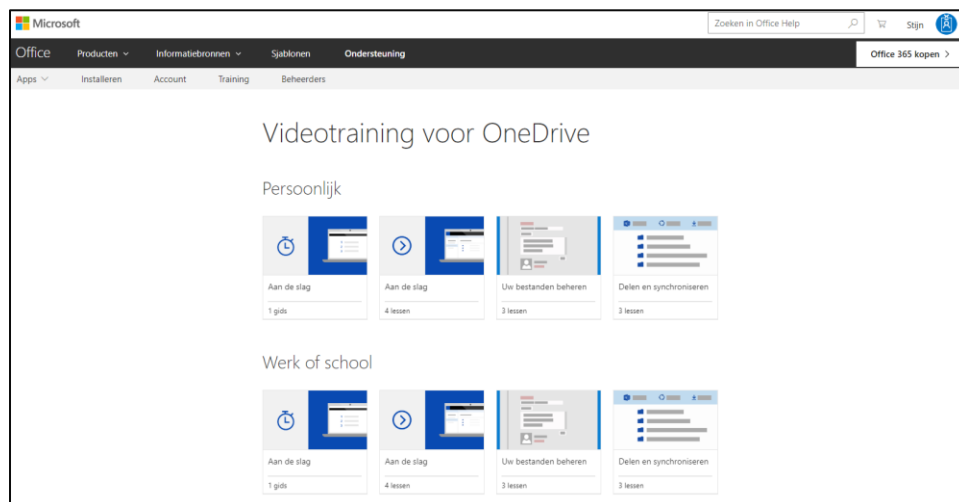 Microsoft
Zoeken in Office Help
Stijn
Office Producten Informatiebronnen Sjablonen Ondersteuning Office 365 kopen >
Apps Installeren Account Training Beheerders
Videotraining voor OneDrive
Persoonlijk
Aan de slag
1 gids
Aan de slag
4 lessen
Uw bestanden beheren
3 lessen
Delen en synchroniseren
3 lessen
Werk of school
Aan de slag
1 gids
Aan de slag
4 lessen
Uw bestanden beheren
3 lessen
Delen en synchroniseren
3 lessen